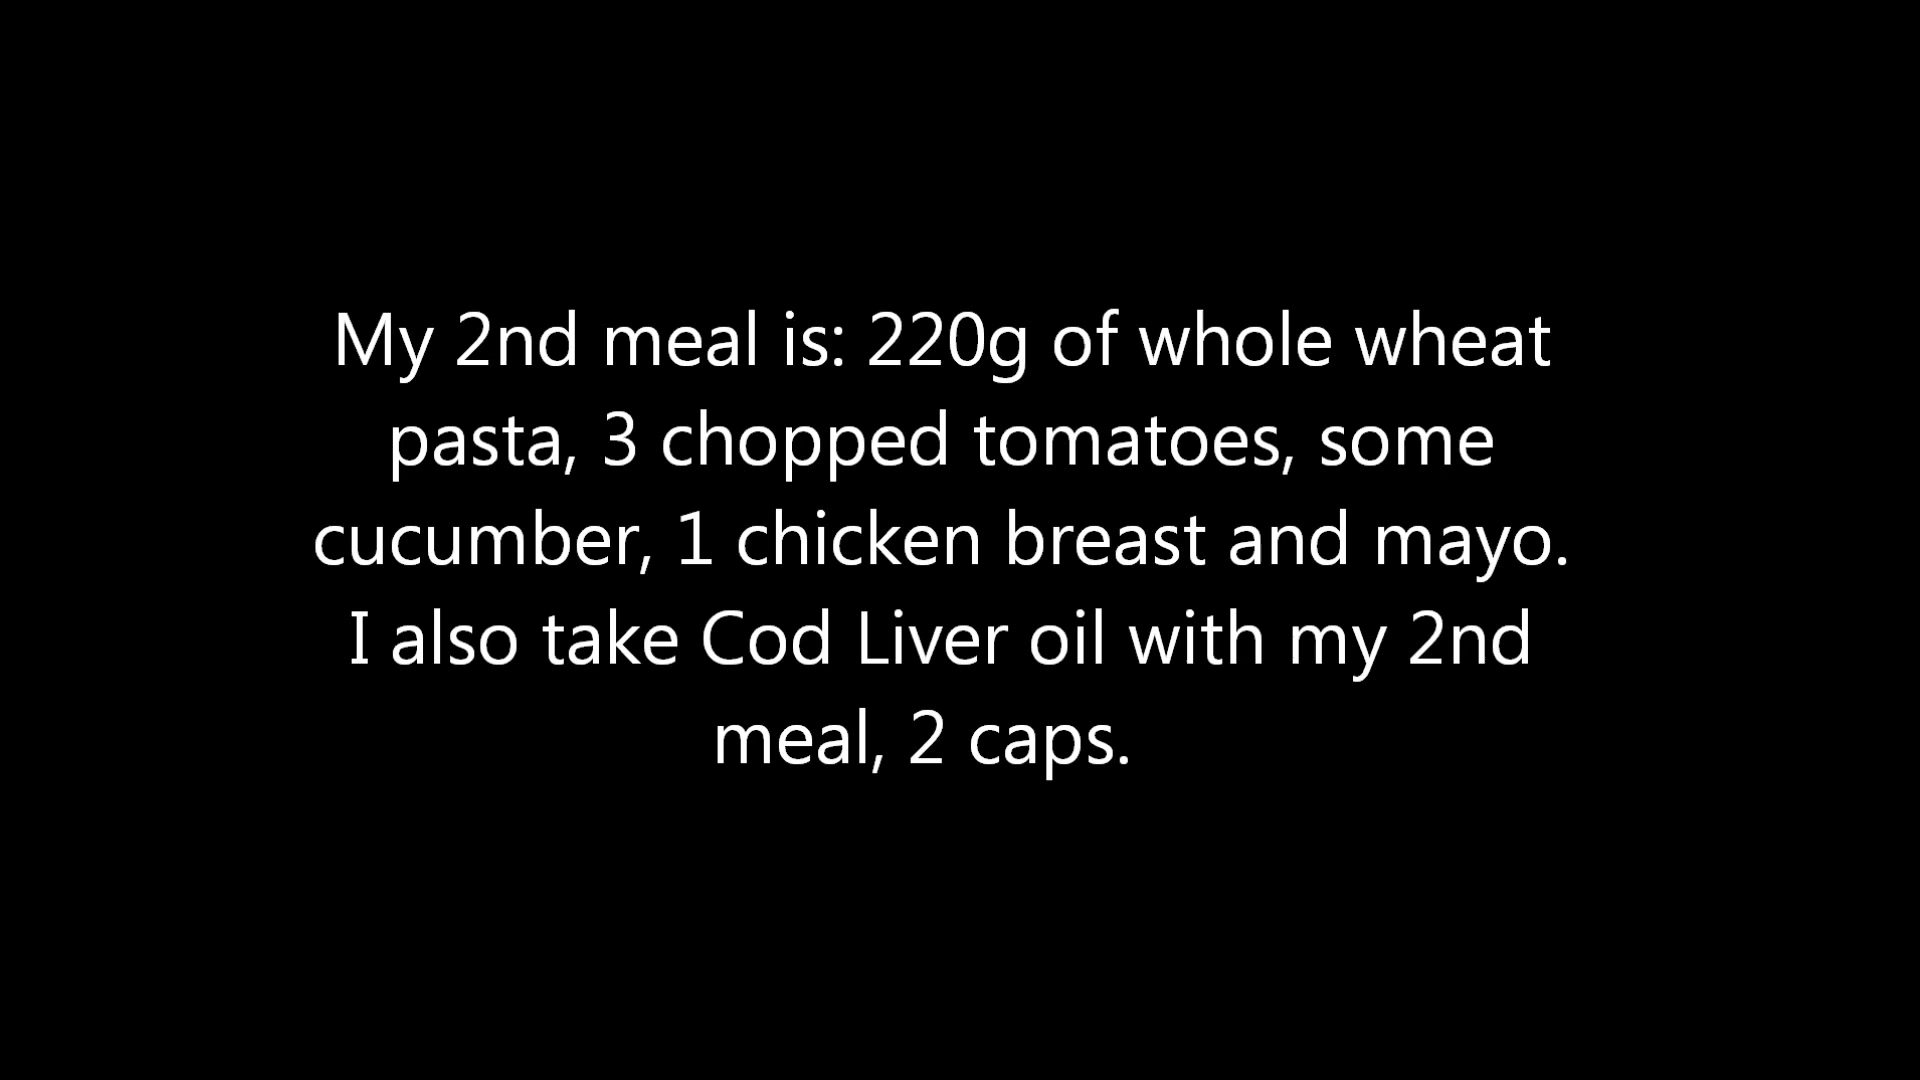 My 2nd meal is: 220g of whole wheat
pasta, 3 chopped tomatoes, some
cucumber, 1 chicken breast and mayo.
I also take Cod Liver oil with my 2nd
meal, 2 caps.